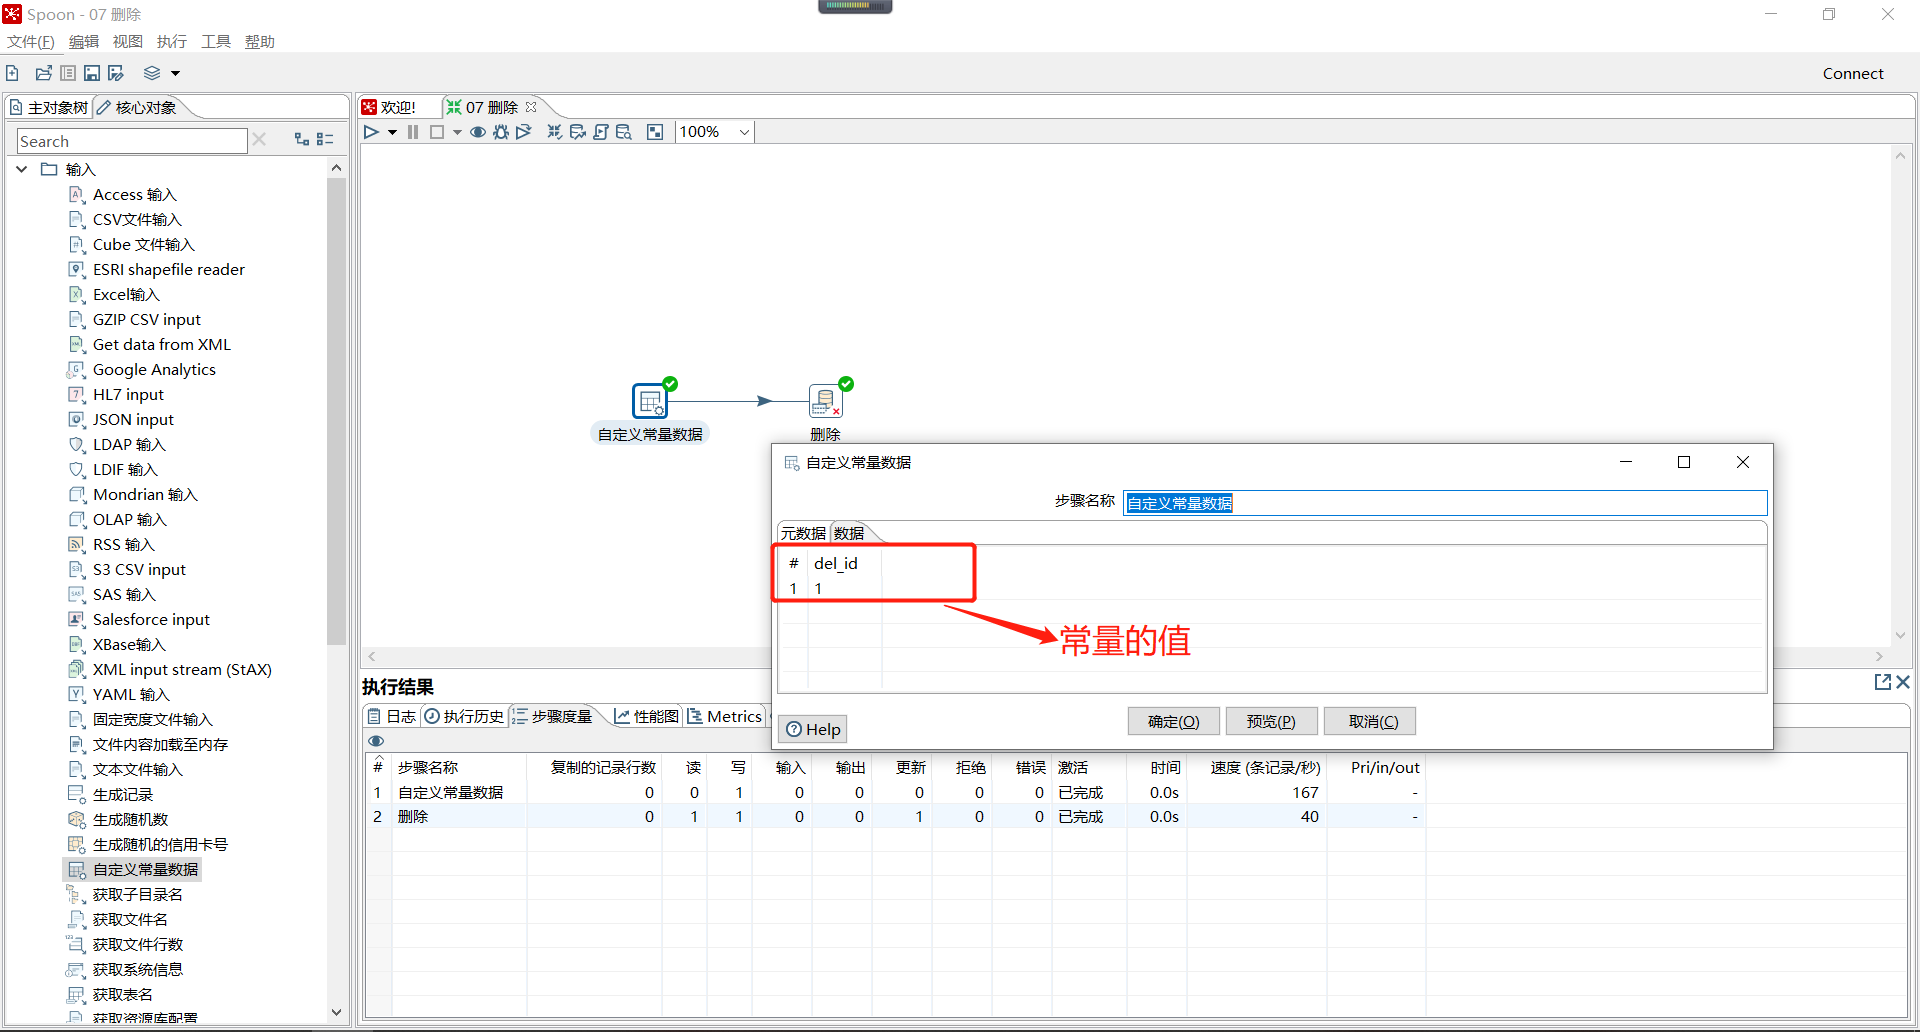 Spoon - 07 删除
文件(F) 编辑 视图 执行 工具 帮助
Connect
主对象树 核心对象
Search
输入
Access 输入
CSV文件输入
Cube 文件输入
ESRI shapefile reader
Excel输入
GZIP CSV input
Get data from XML
Google Analytics
HL7 input
JSON input
LDAP 输入
LDIF 输入
Mondrian 输入
OLAP 输入
RSS 输入
S3 CSV input
SAS 输入
Salesforce input
XBase输入
XML input stream (StAX)
YAML 输入
固定宽度文件输入
文件内容加载至内存
文本文件输入
生成记录
生成随机数
生成随机的信用卡号
自定义常量数据
获取子目录名
获取文件名
获取文件行数
获取系统信息
获取表名
获取资源库配置
欢迎! 07 删除
100%
自定义常量数据 删除
自定义常量数据
步骤名称 自定义常量数据
元数据 数据
# del_id
1 1
常量的值
Help 确定(O) 预览(P) 取消(C)
执行结果
日志 执行历史 步骤度量 性能图 Metrics
# 步骤名称 复制的记录行数 读 写 输入 输出 更新 拒绝 错误 激活 时间 速度 (条记录/秒) Pri/in/out
1 自定义常量数据 0 0 1 0 0 0 0 0 已完成 0.0s 167 -
2 删除 0 1 1 0 0 1 0 0 已完成 0.0s 40 -